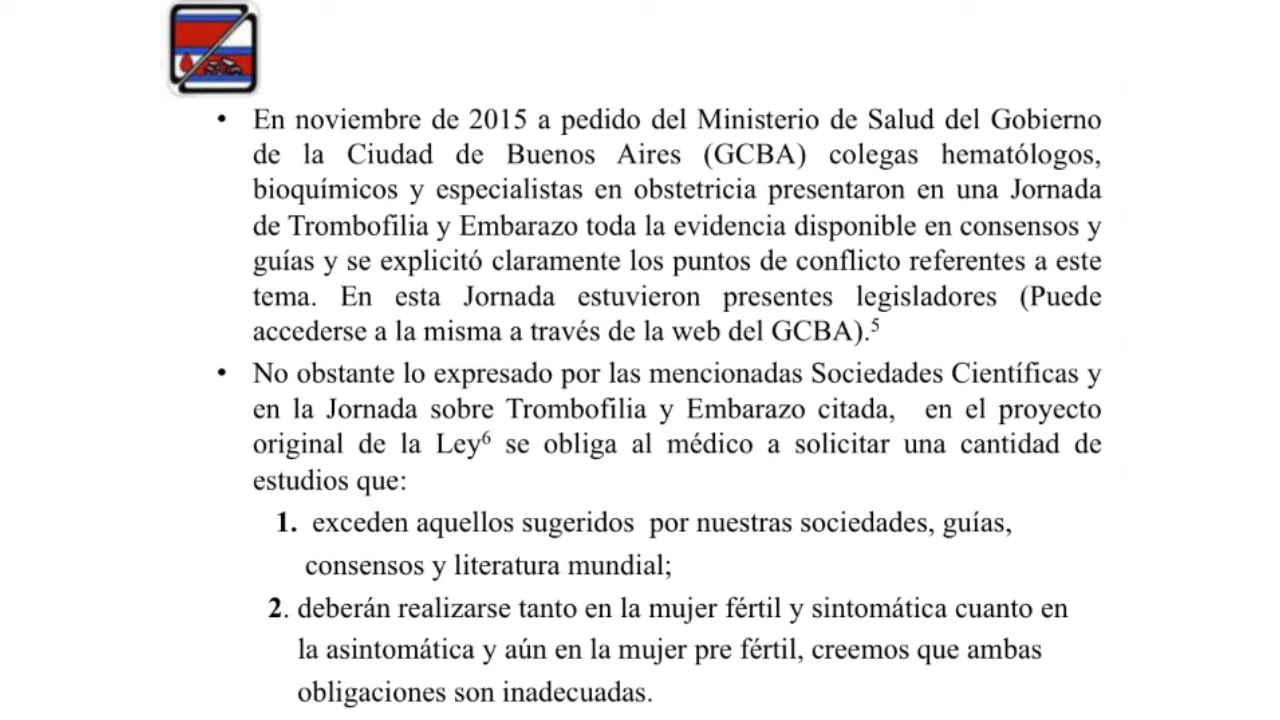 • En noviembre de 2015 a pedido del Ministerio de Salud del Gobierno
de la Ciudad de Buenos Aires (GCBA) colegas hematólogos,
bioquímicos y especialistas en obstetricia presentaron en una Jornada
de Trombofilia y Embarazo toda la evidencia disponible en consensos y
guías y se explicitó claramente los puntos de conflicto referentes a este
tema. En esta Jornada estuvieron presentes legisladores (Puede
accederse a la misma a través de la web del GCBA).⁵
• No obstante lo expresado por las mencionadas Sociedades Científicas y
en la Jornada sobre Trombofilia y Embarazo citada, en el proyecto
original de la Ley⁶ se obliga al médico a solicitar una cantidad de
estudios que:
1. exceden aquellos sugeridos por nuestras sociedades, guías,
consensos y literatura mundial;
2. deberán realizarse tanto en la mujer fértil y sintomática cuanto en
la asintomática y aún en la mujer pre fértil, creemos que ambas
obligaciones son inadecuadas.